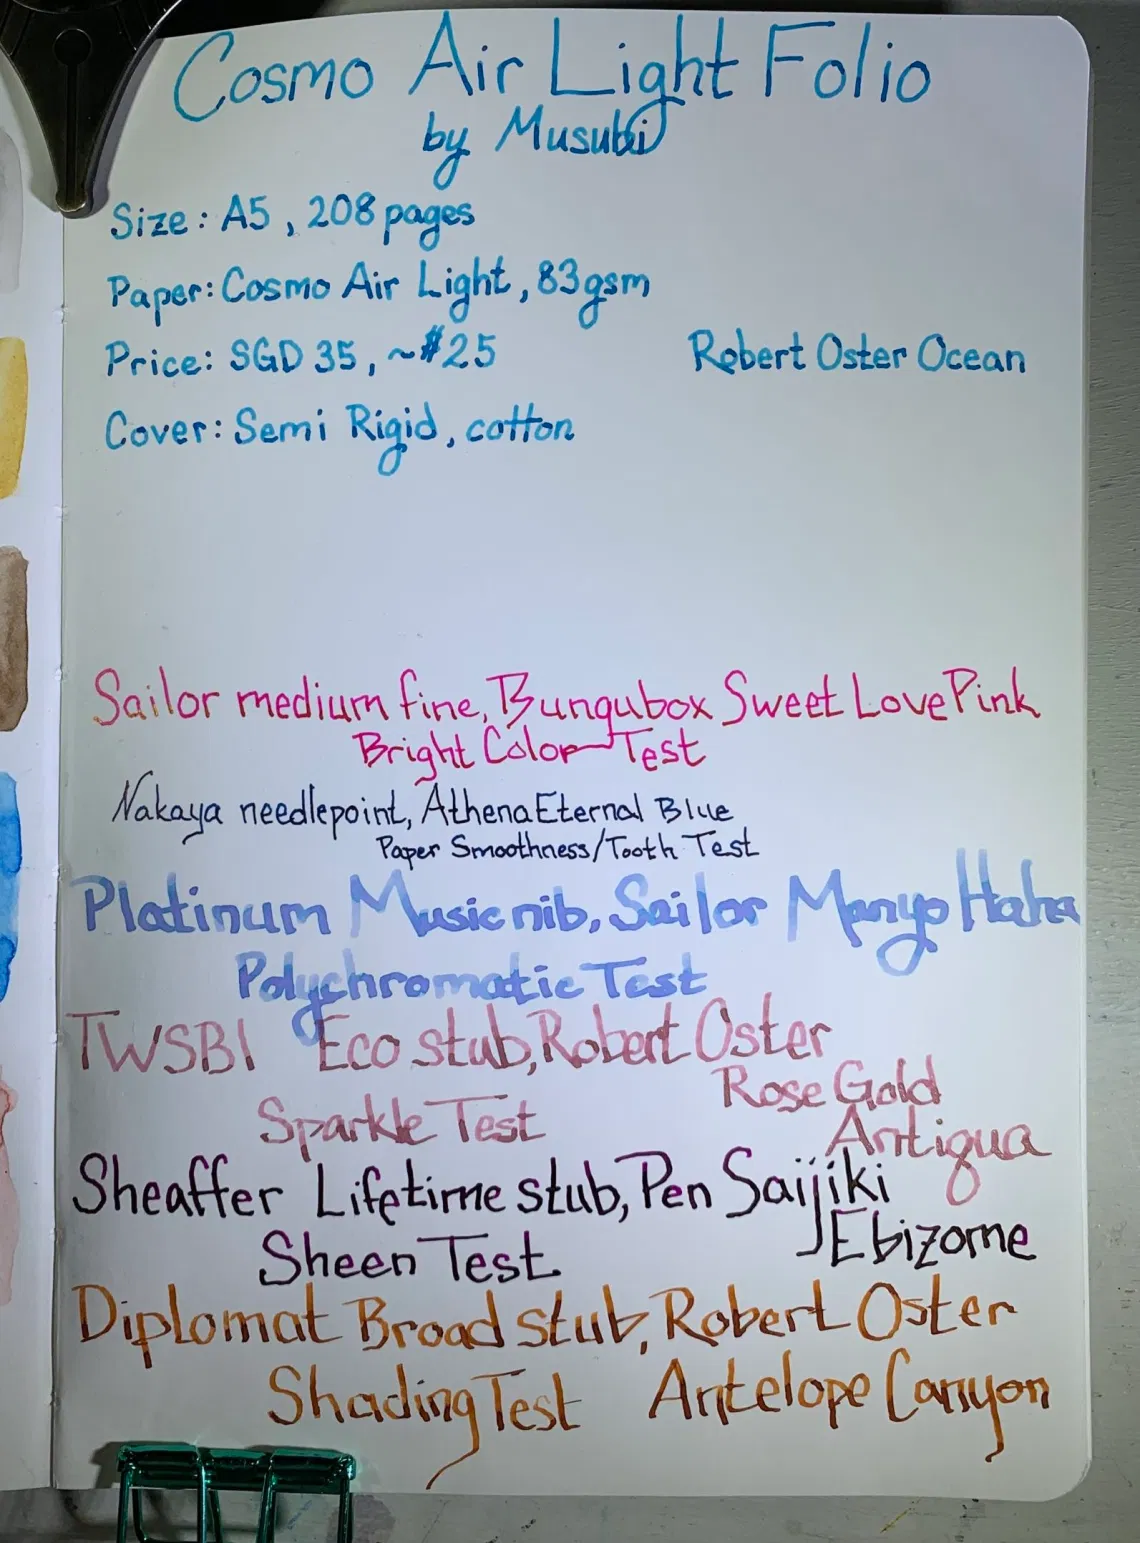 Cosmo Air Light Folio
by Musubi
Size: A5, 208 pages
Paper: Cosmo Air Light, 83gsm
Price: SGD 35, ~$25
Robert Oster Ocean
Cover: Semi Rigid, cotton
Sailor medium fine, Bungubox Sweet Love Pink
Bright Color Test
Nakaya needlepoint, Athena Eternal Blue
Paper Smoothness/Tooth Test
Platinum Music nib, Sailor Manyo Haha
Polychromatic Test
TWSBI Eco stub, Robert Oster
Rose Gold
Sparkle Test
Antiqua
Sheaffer Lifetime stub, Pen Saijiki
Ebizome
Sheen Test
Diplomat Broad stub, Robert Oster
Shading Test Antelope Canyon